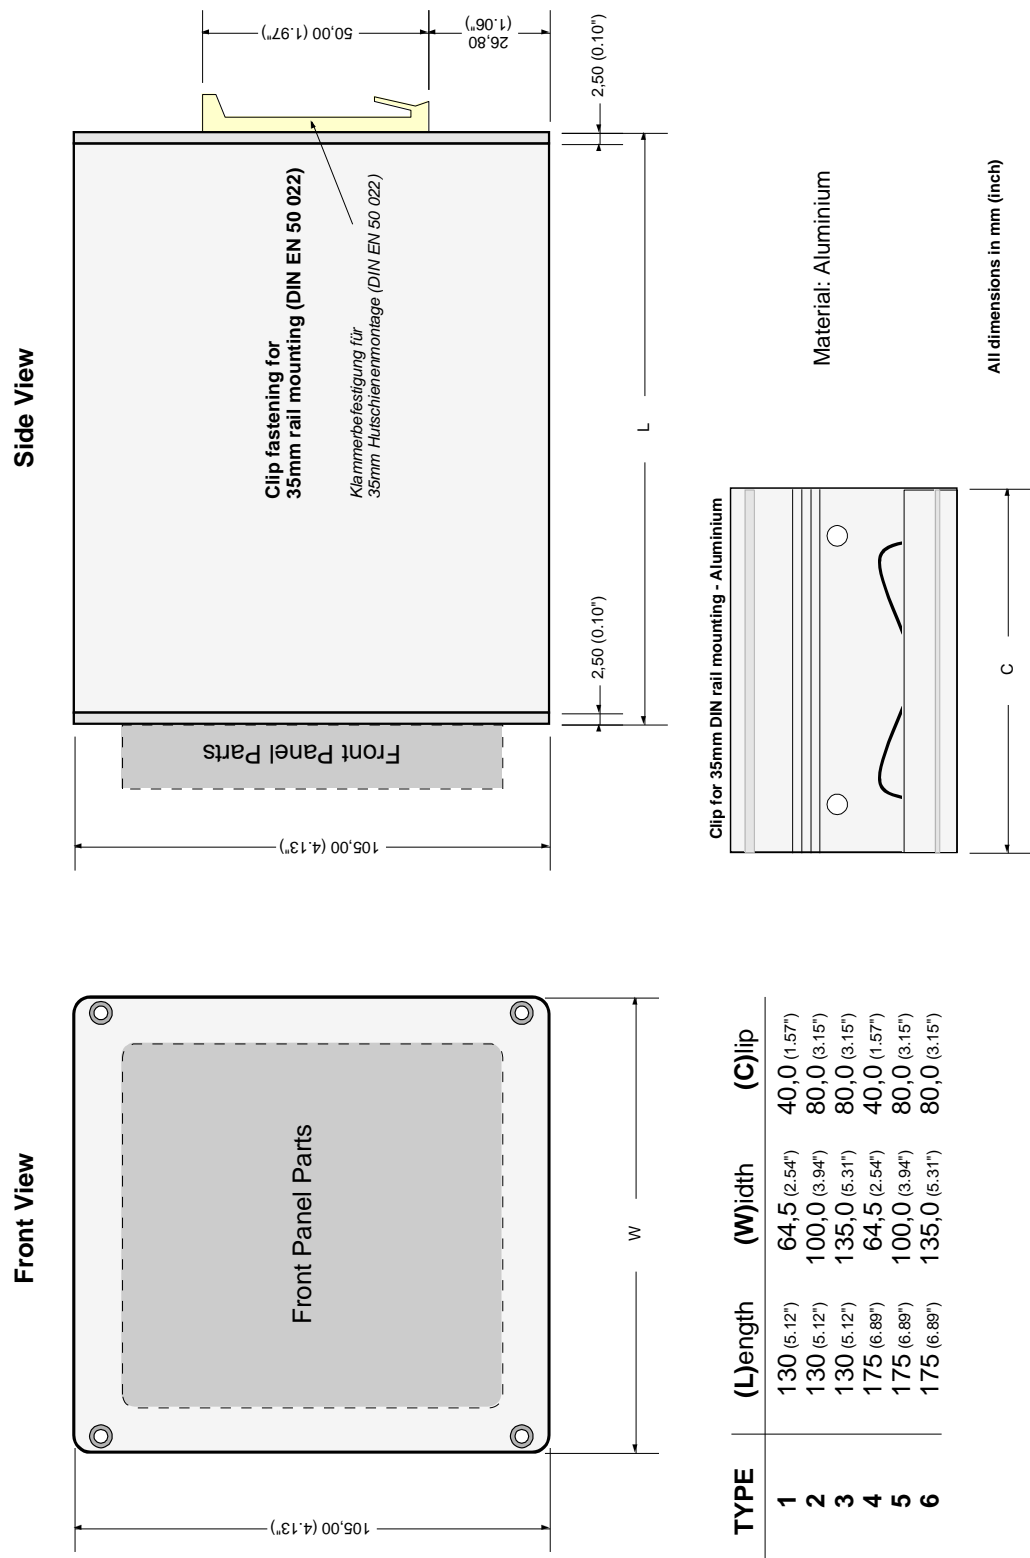 Front View
105,00 (4.13")
Front Panel Parts
W
Side View
105,00 (4.13")
Front Panel Parts
2,50 (0.10")
L
Clip fastening for
35mm rail mounting (DIN EN 50 022)
Klammerbefestigung für
35mm Hutschienenmontage (DIN EN 50 022)
50,00 (1.97")
26,80
(1.06")
2,50 (0.10")
TYPE (L)ength (W)idth (C)lip
1 130 (5.12") 64,5 (2.54") 40,0 (1.57")
2 130 (5.12") 100,0 (3.94") 80,0 (3.15")
3 130 (5.12") 135,0 (5.31") 80,0 (3.15")
4 175 (6.89") 64,5 (2.54") 40,0 (1.57")
5 175 (6.89") 100,0 (3.94") 80,0 (3.15")
6 175 (6.89") 135,0 (5.31") 80,0 (3.15")
Clip for 35mm DIN rail mounting - Aluminium
C
Material: Aluminium
All dimensions in mm (inch)